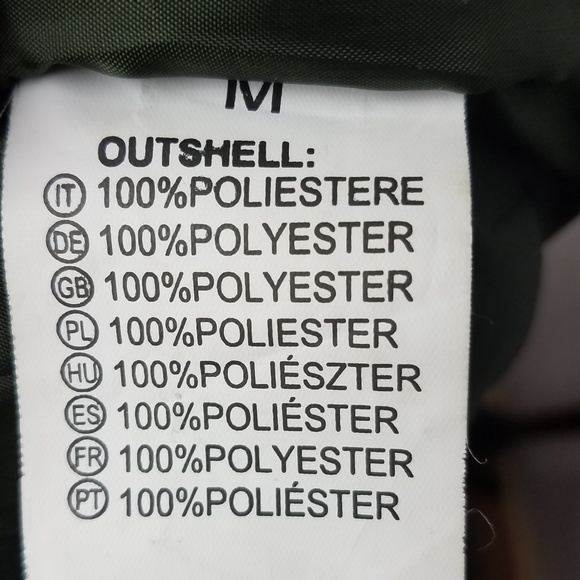 M
OUTSHELL:
IT 100%POLIESTERE
DE 100%POLYESTER
GB 100%POLYESTER
PL 100%POLIESTER
HU 100%POLIÉSZTER
ES 100%POLIÉSTER
FR 100%POLYESTER
PT 100%POLIÉSTER